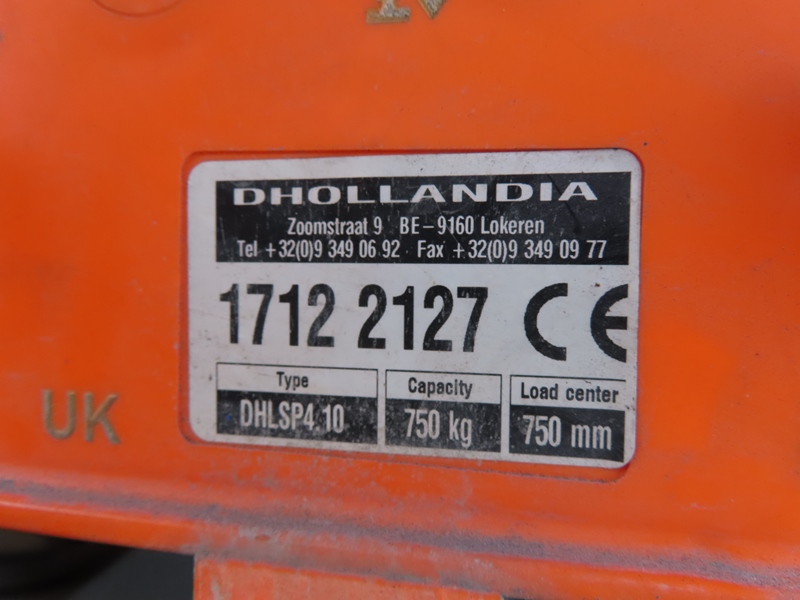 DHOLLANDIA
Zoomstraat 9 BE-9160 Lokeren
Tel +32(0)9 349 06 92 Fax +32(0)9 349 09 77
1712 2127 CE
Type Capacity Load center
DHLSP4.10 750 kg 750 mm
UK